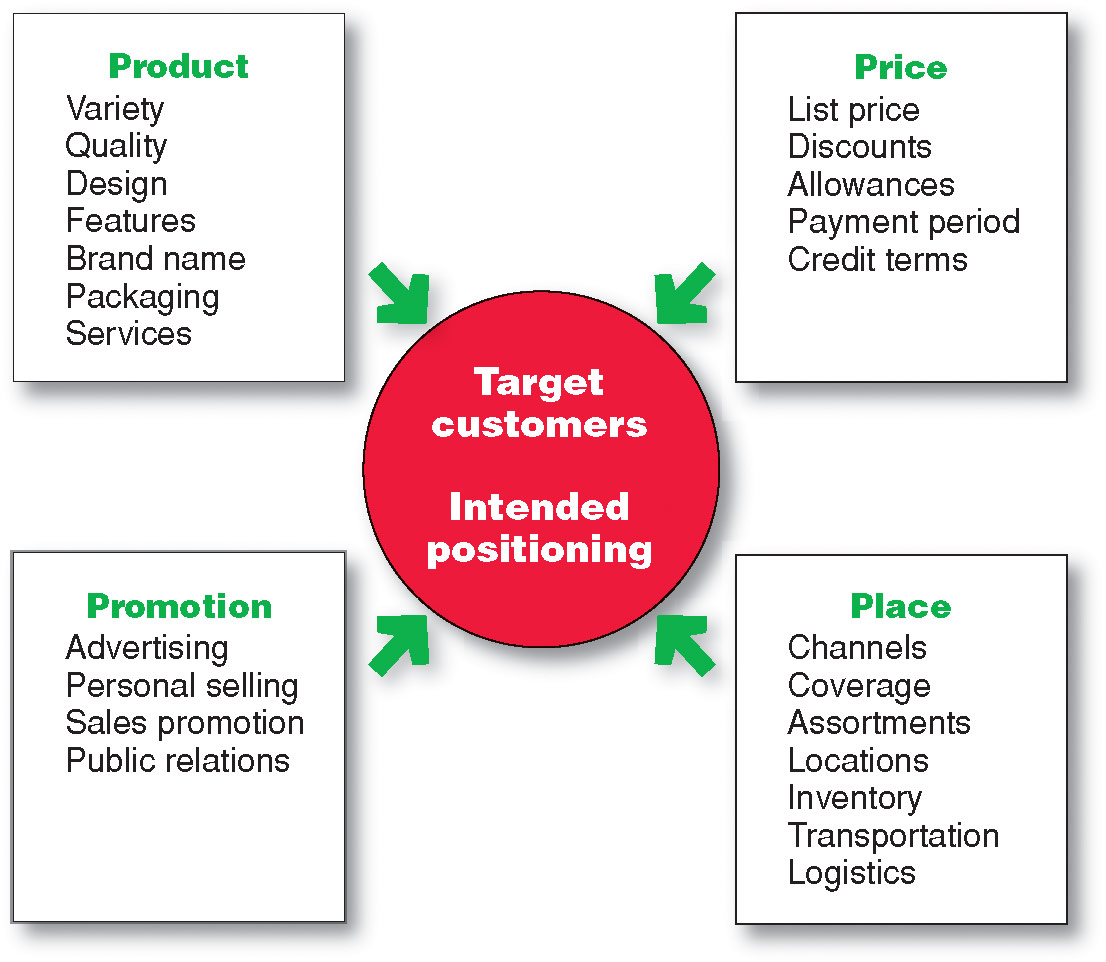 Product
Variety
Quality
Design
Features
Brand name
Packaging
Services
Price
List price
Discounts
Allowances
Payment period
Credit terms
Target
customers
Intended
positioning
Promotion
Advertising
Personal selling
Sales promotion
Public relations
Place
Channels
Coverage
Assortments
Locations
Inventory
Transportation
Logistics